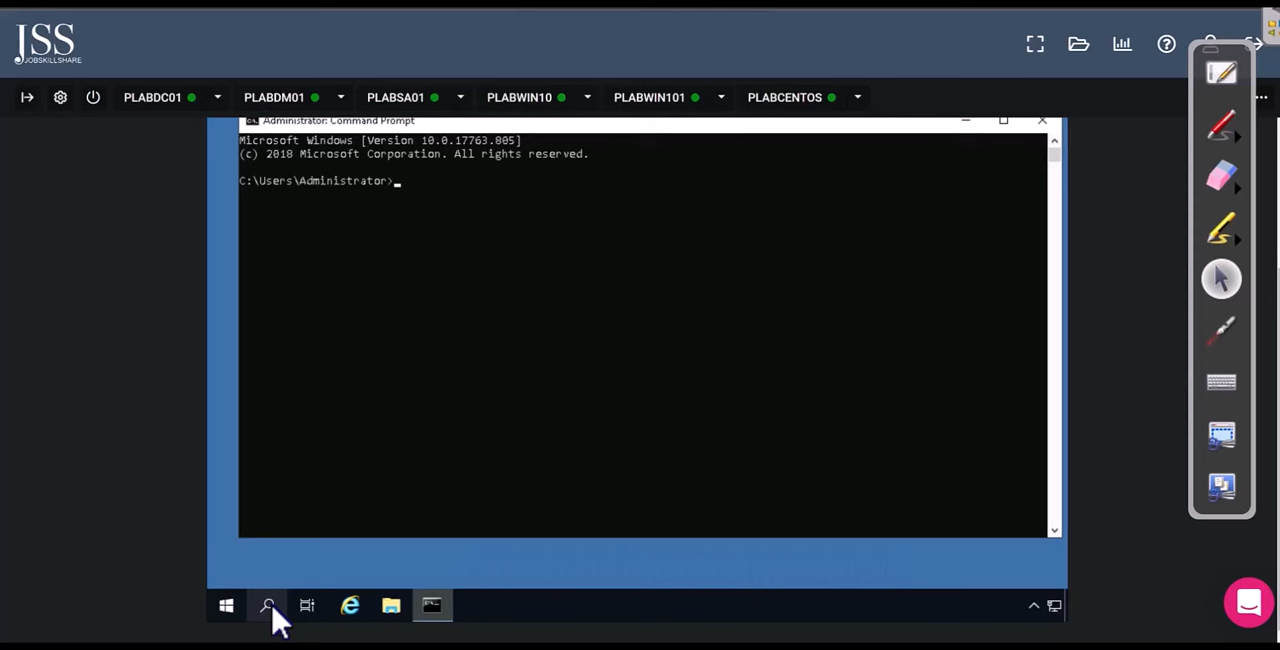 JSS
JOBSKILLSHARE
PLABDC01 PLABDM01 PLABSA01 PLABWIN10 PLABWIN101 PLABCENTOS
Administrator: Command Prompt
Microsoft Windows [Version 10.0.17763.805]
(c) 2018 Microsoft Corporation. All rights reserved.
C:\Users\Administrator>